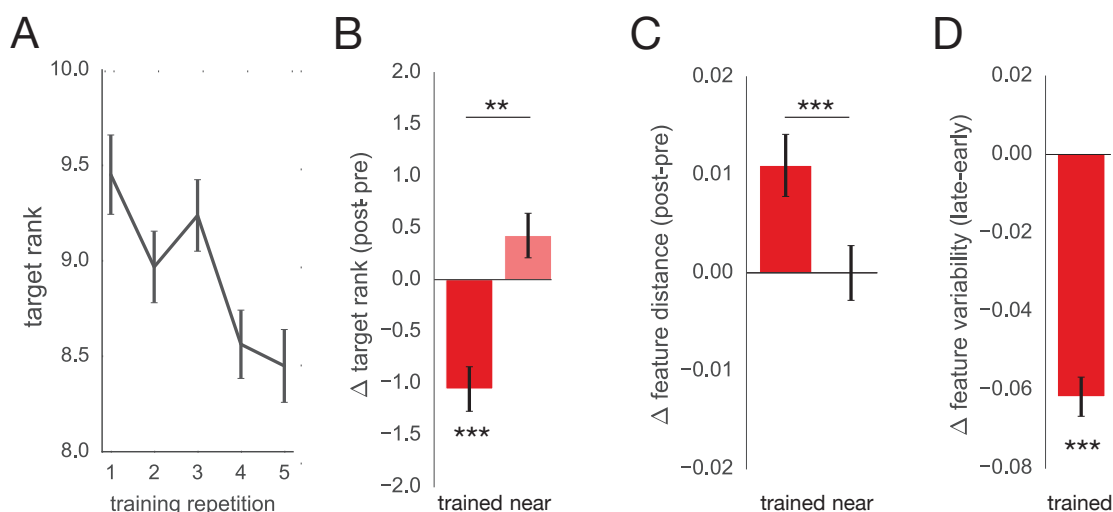 A
target rank
10.0
9.5
9.0
8.5
8.0
1 2 3 4 5
training repetition
B
Δ target rank (post-pre)
2.0
1.5
1.0
0.5
0.0
−0.5
−1.0
−1.5
−2.0
**
***
trained near
C
Δ feature distance (post-pre)
0.02
0.01
0.00
−0.01
−0.02
***
trained near
D
Δ feature variability (late-early)
0.02
0.00
−0.02
−0.04
−0.06
−0.08
***
trained